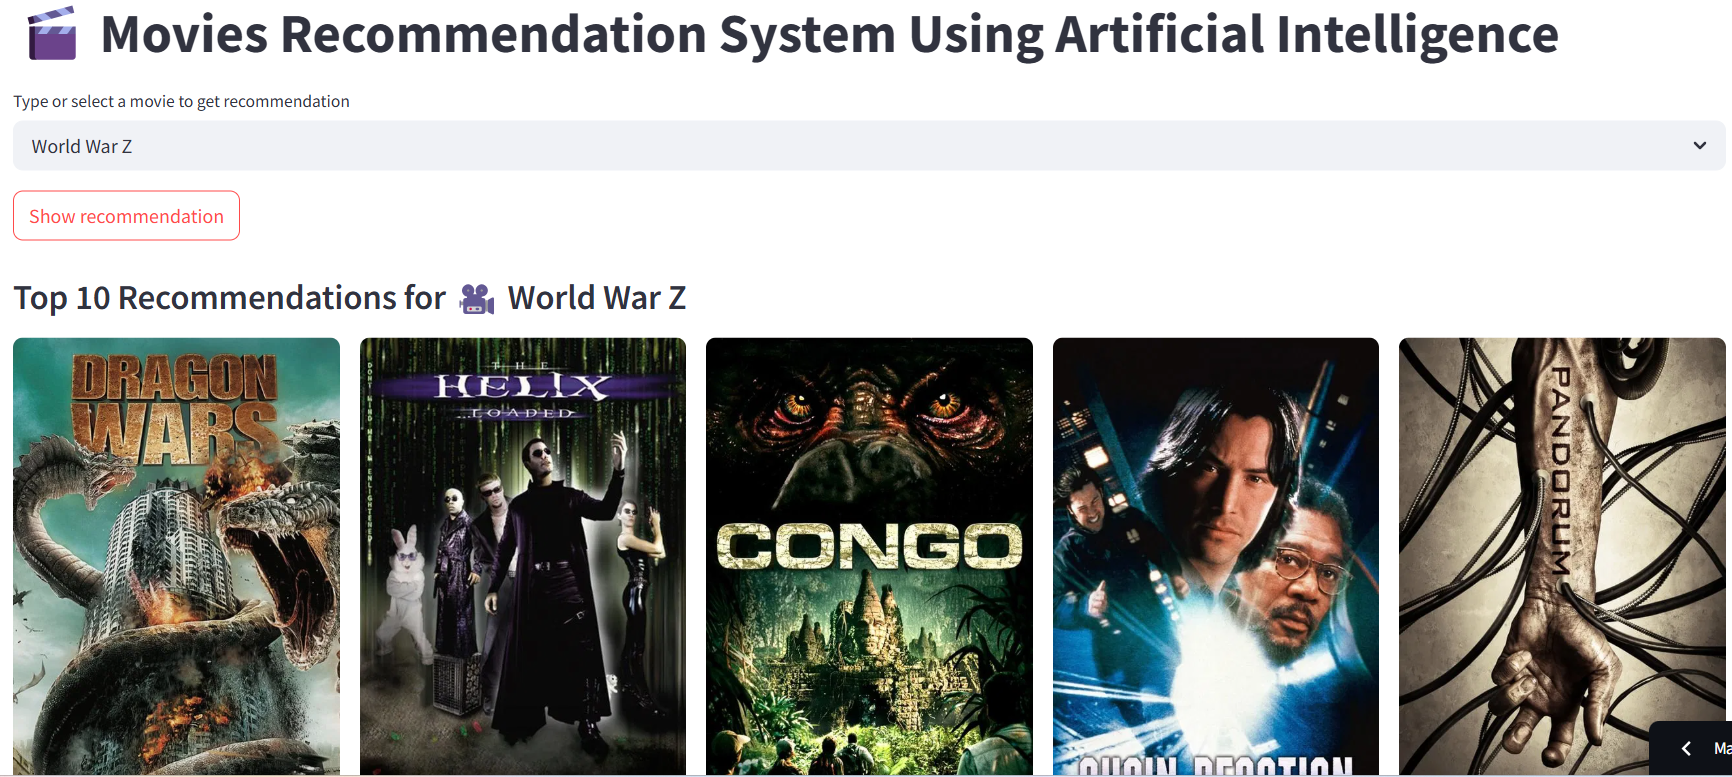 Movies Recommendation System Using Artificial Intelligence
Type or select a movie to get recommendation
World War Z
Show recommendation
Top 10 Recommendations for World War Z
DRAGON
WARS
THE
HELIX
LOADED
CONGO
CHAIN REACTION
PANDORUM
Ma